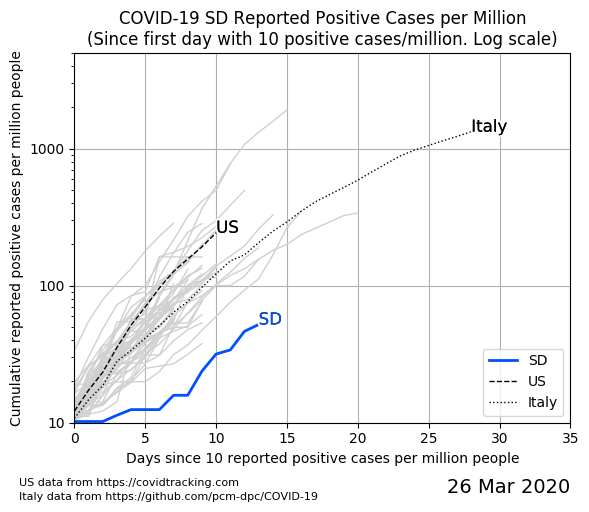 COVID-19 SD Reported Positive Cases per Million
(Since first day with 10 positive cases/million. Log scale)
Cumulative reported positive cases per million people
1000
100
10
Italy
US
SD
SD
US
Italy
0 5 10 15 20 25 30 35
Days since 10 reported positive cases per million people
US data from https://covidtracking.com
Italy data from https://github.com/pcm-dpc/COVID-19
26 Mar 2020